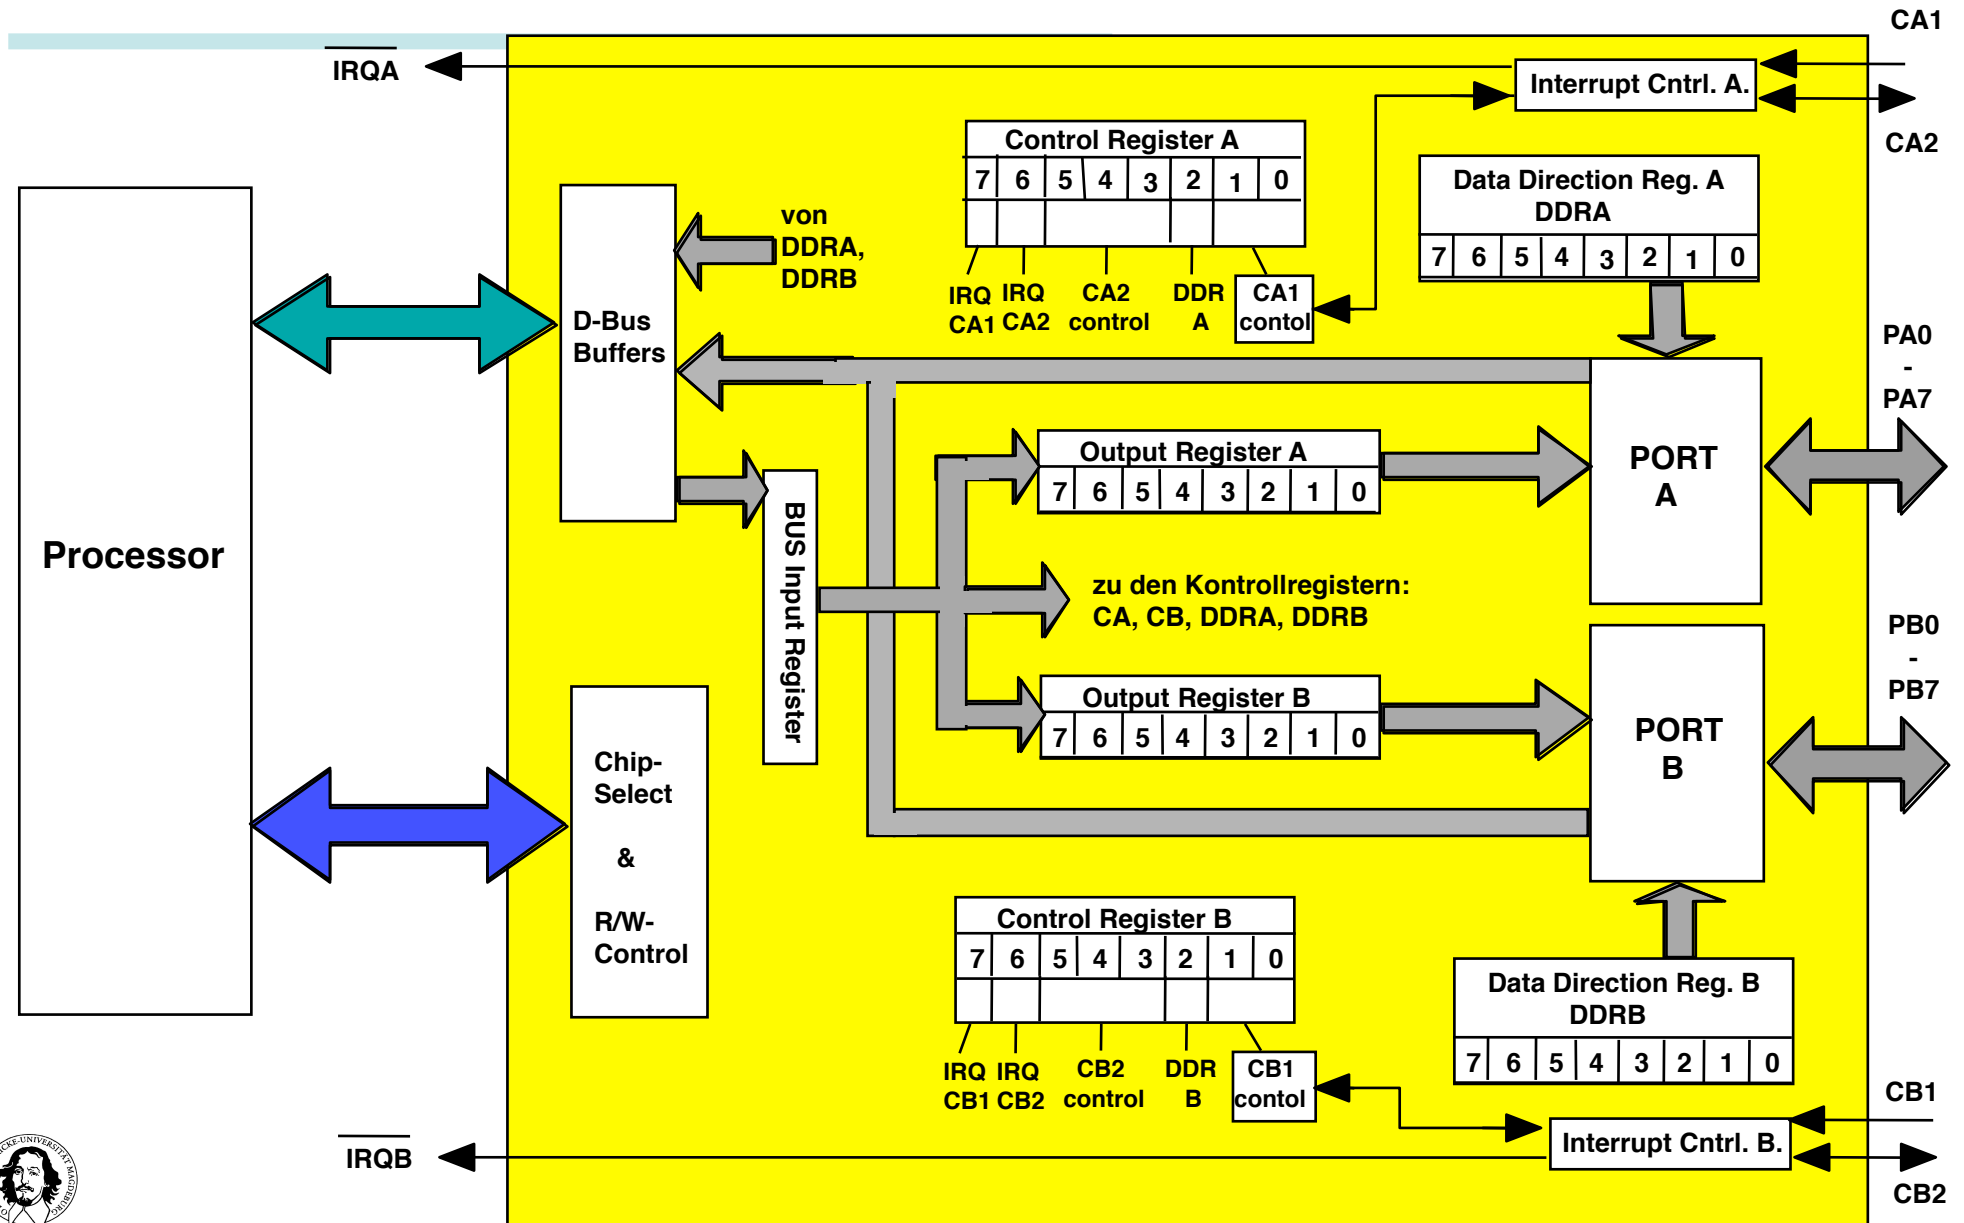 CA1
IRQA
Interrupt Cntrl. A.
CA2
Control Register A
7 6 5 4 3 2 1 0
IRQ CA1
IRQ CA2
CA2 control
DDR A
CA1 contol
Data Direction Reg. A
DDRA
7 6 5 4 3 2 1 0
von
DDRA,
DDRB
D-Bus
Buffers
Processor
PA0
-
PA7
Output Register A
7 6 5 4 3 2 1 0
PORT
A
BUS Input Register
zu den Kontrollregistern:
CA, CB, DDRA, DDRB
PB0
-
PB7
Output Register B
7 6 5 4 3 2 1 0
PORT
B
Chip-
Select
&
R/W-
Control
Control Register B
7 6 5 4 3 2 1 0
IRQ CB1
IRQ CB2
CB2 control
DDR B
CB1 contol
Data Direction Reg. B
DDRB
7 6 5 4 3 2 1 0
CB1
Interrupt Cntrl. B.
IRQB
CB2